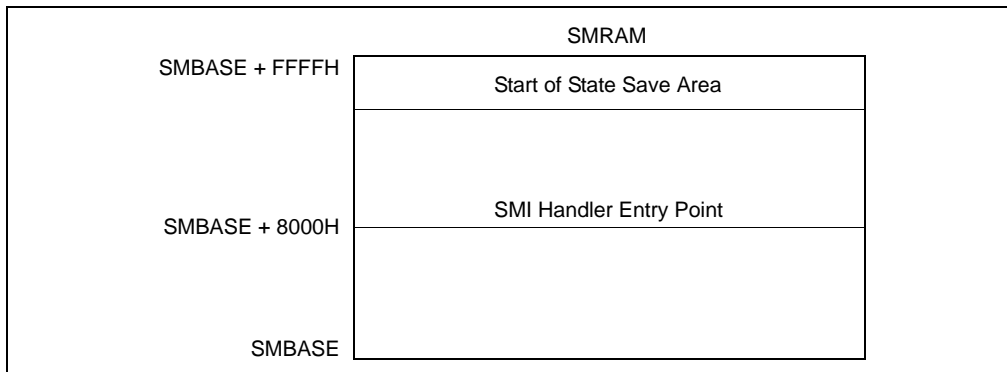 SMRAM
SMBASE + FFFFH
Start of State Save Area
SMI Handler Entry Point
SMBASE + 8000H
SMBASE